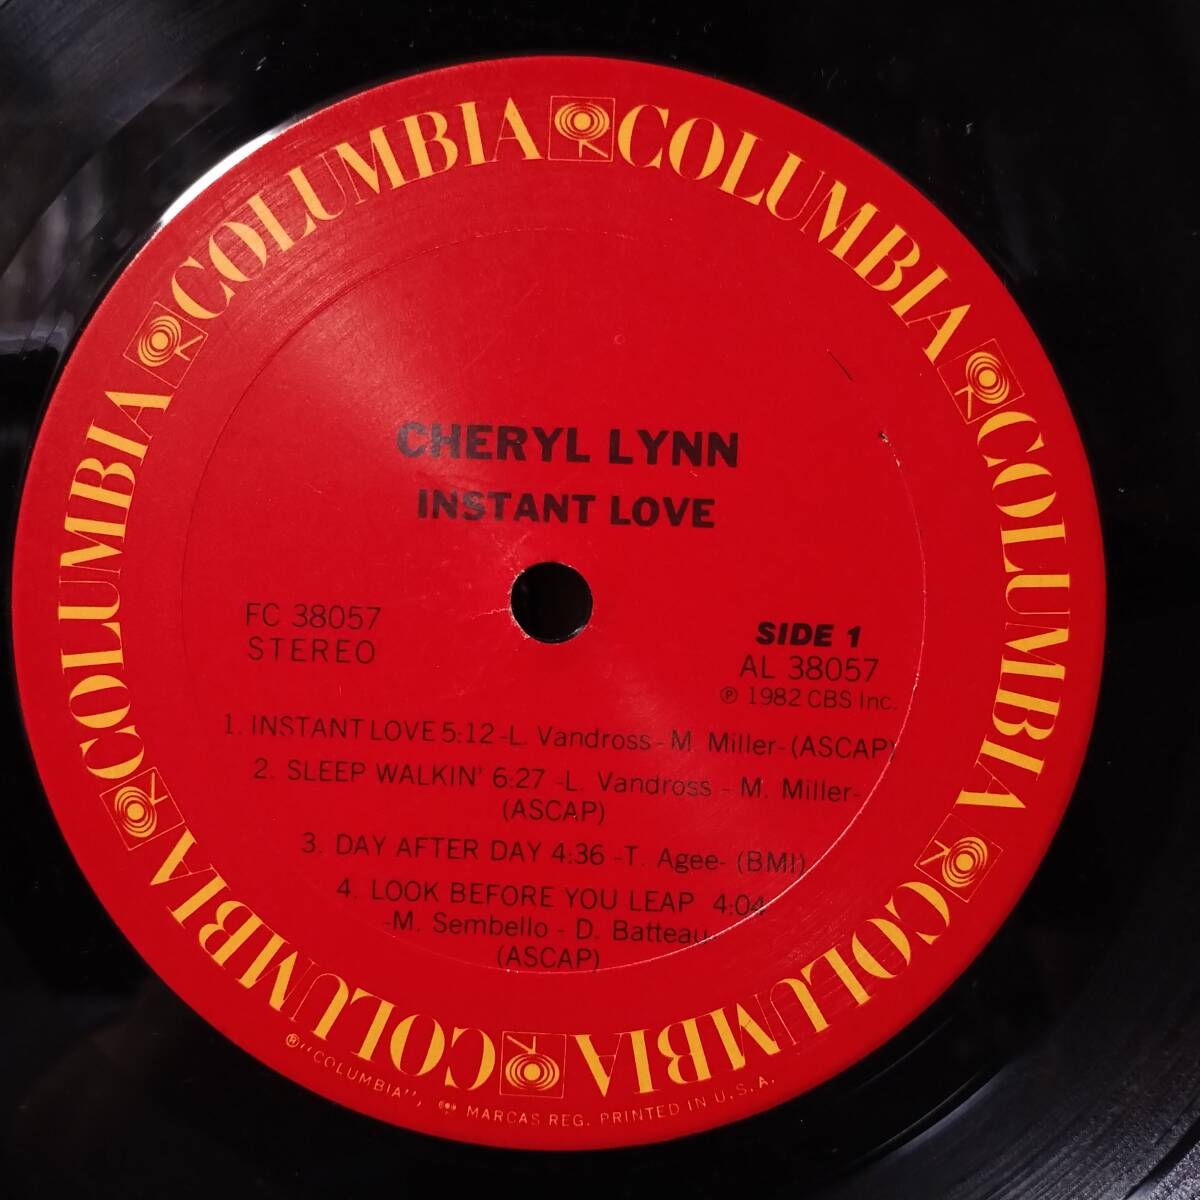 COLUMBIA COLUMBIA COLUMBIA COLUMBIA COLUMBIA COLUMBIA
CHERYL LYNN
INSTANT LOVE
FC 38057
STEREO
SIDE 1
AL 38057
℗ 1982 CBS Inc.
1. INSTANT LOVE 5:12 -L. Vandross - M. Miller- (ASCAP)
2. SLEEP WALKIN' 6:27 -L. Vandross - M. Miller-
(ASCAP)
3. DAY AFTER DAY 4:36 -T. Agee- (BMI)
4. LOOK BEFORE YOU LEAP 4:04
-M. Sembello - D. Batteau-
(ASCAP)
®"COLUMBIA", MARCAS REG. PRINTED IN U.S.A.